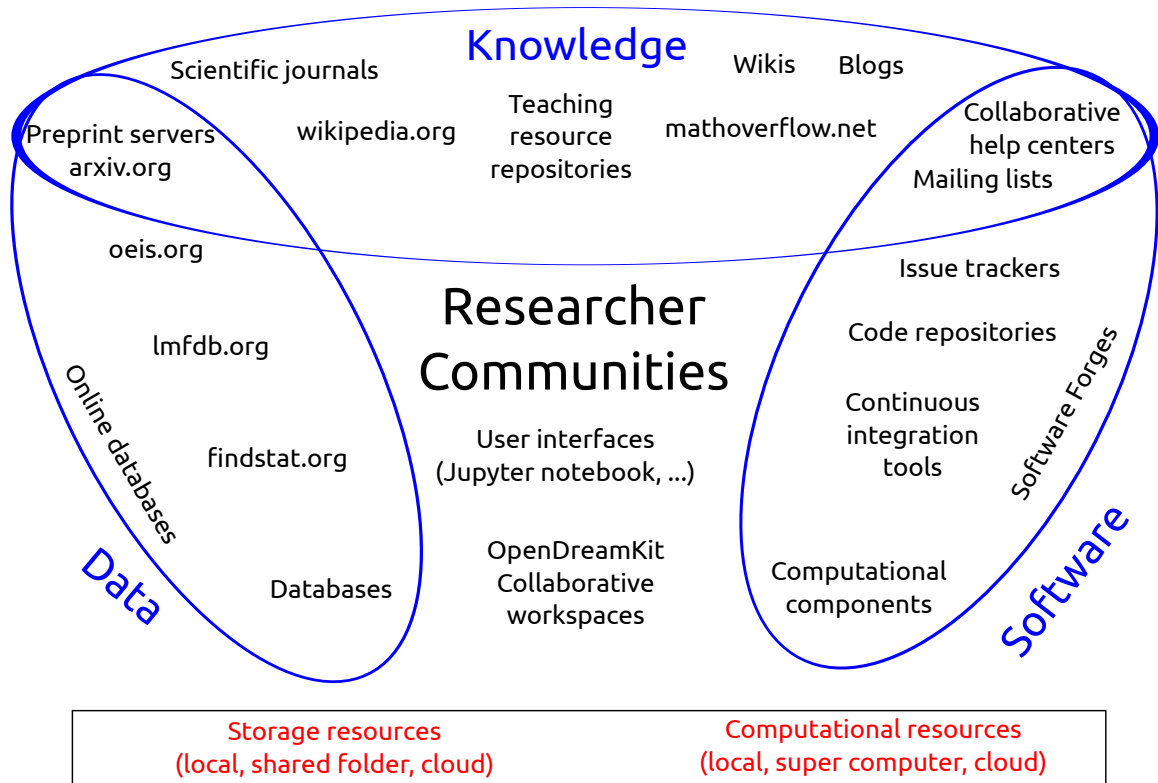 Knowledge
Scientific journals
Wikis
Blogs
Preprint servers
arxiv.org
wikipedia.org
Teaching
resource
repositories
mathoverflow.net
Collaborative
help centers
Mailing lists
oeis.org
lmfdb.org
Online databases
findstat.org
Databases
Data
Researcher
Communities
User interfaces
(Jupyter notebook, ...)
OpenDreamKit
Collaborative
workspaces
Issue trackers
Code repositories
Continuous
integration
tools
Software Forges
Computational
components
Software
Storage resources
(local, shared folder, cloud)
Computational resources
(local, super computer, cloud)